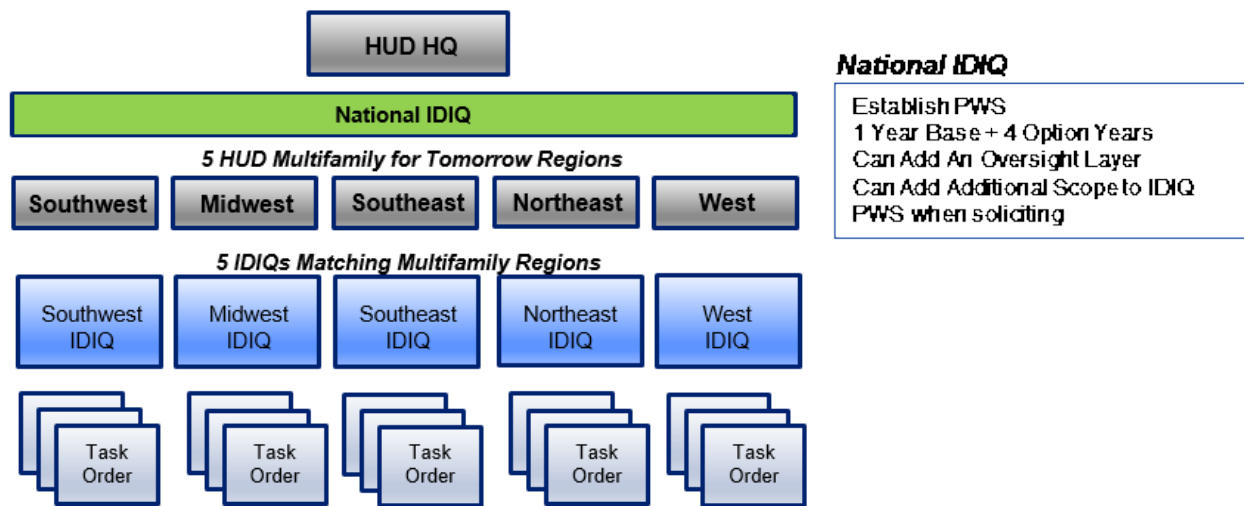 HUD HQ
National IDIQ
5 HUD Multifamily for Tomorrow Regions
Southwest
Midwest
Southeast
Northeast
West
5 IDIQs Matching Multifamily Regions
Southwest
IDIQ
Midwest
IDIQ
Southeast
IDIQ
Northeast
IDIQ
West
IDIQ
Task
Order
Task
Order
Task
Order
Task
Order
Task
Order
National IDIQ
Establish PWS
1 Year Base + 4 Option Years
Can Add An Oversight Layer
Can Add Additional Scope to IDIQ
PWS when soliciting